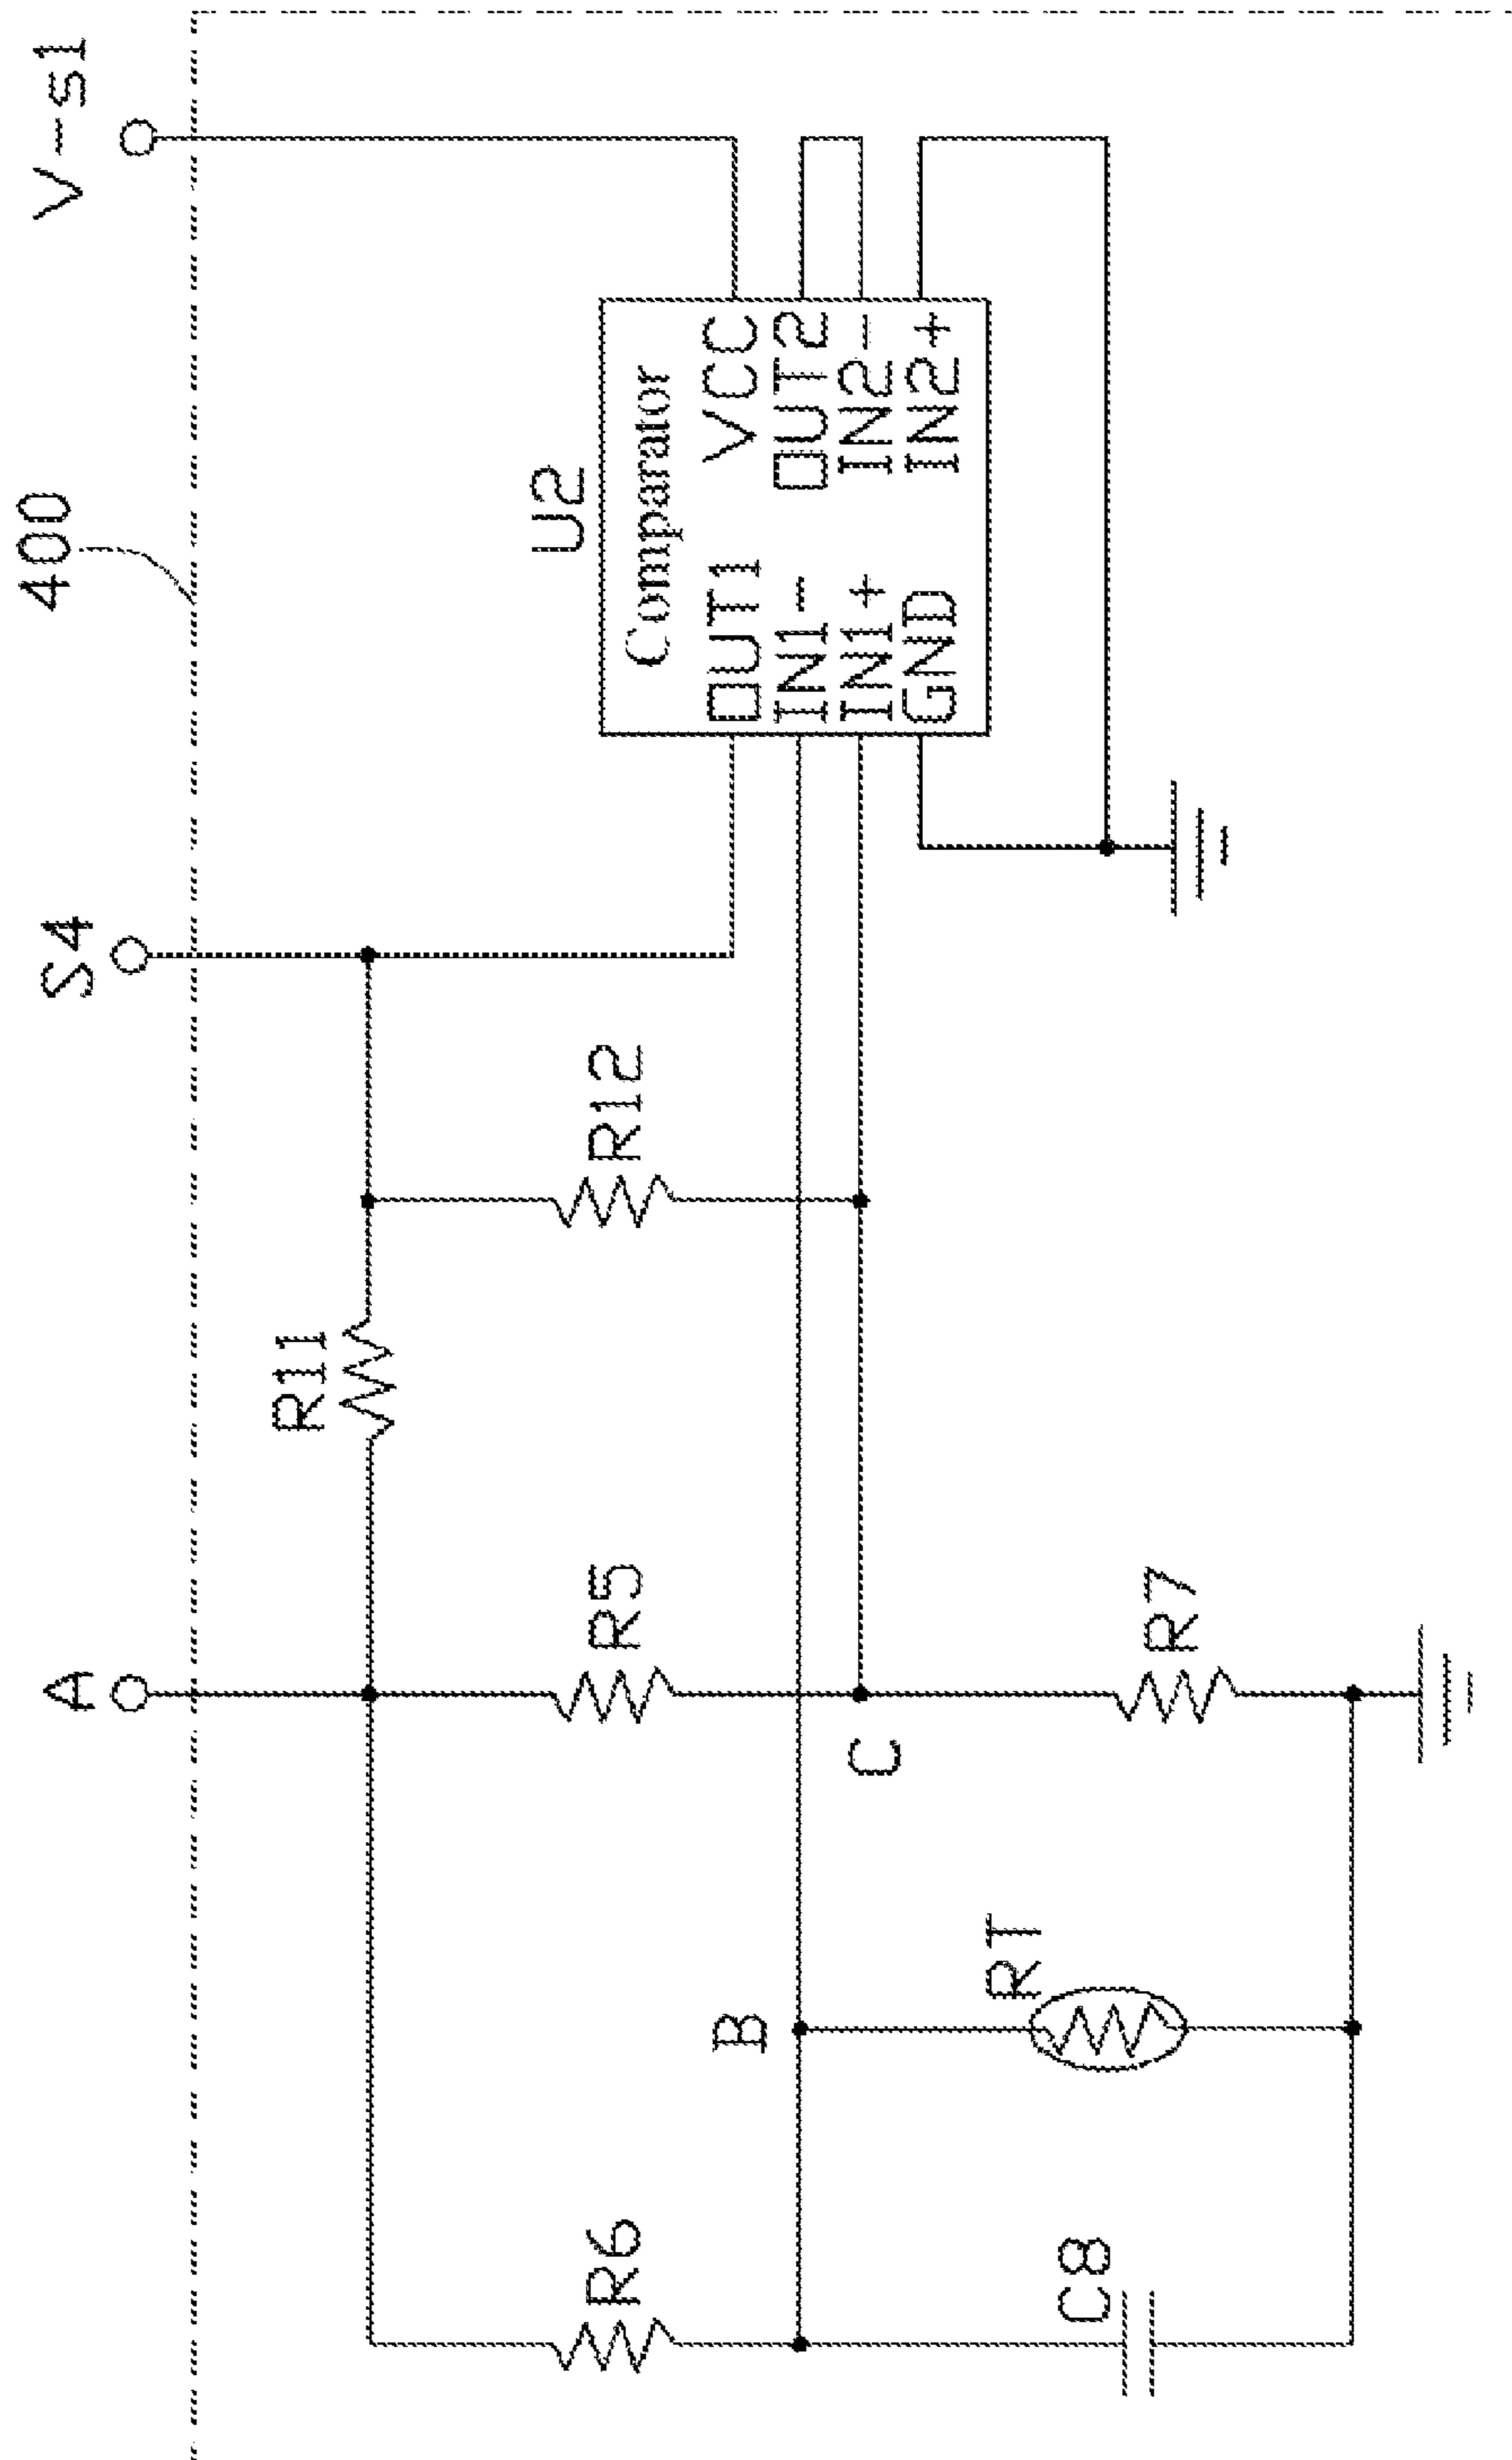 400
A
S4
V-s1
R11
U2
Comparator
R6
R5
R12
OUT1
VCC
IN1-
OUT2
IN1+
IN2-
GND
IN2+
B
C
C8
RT
R7